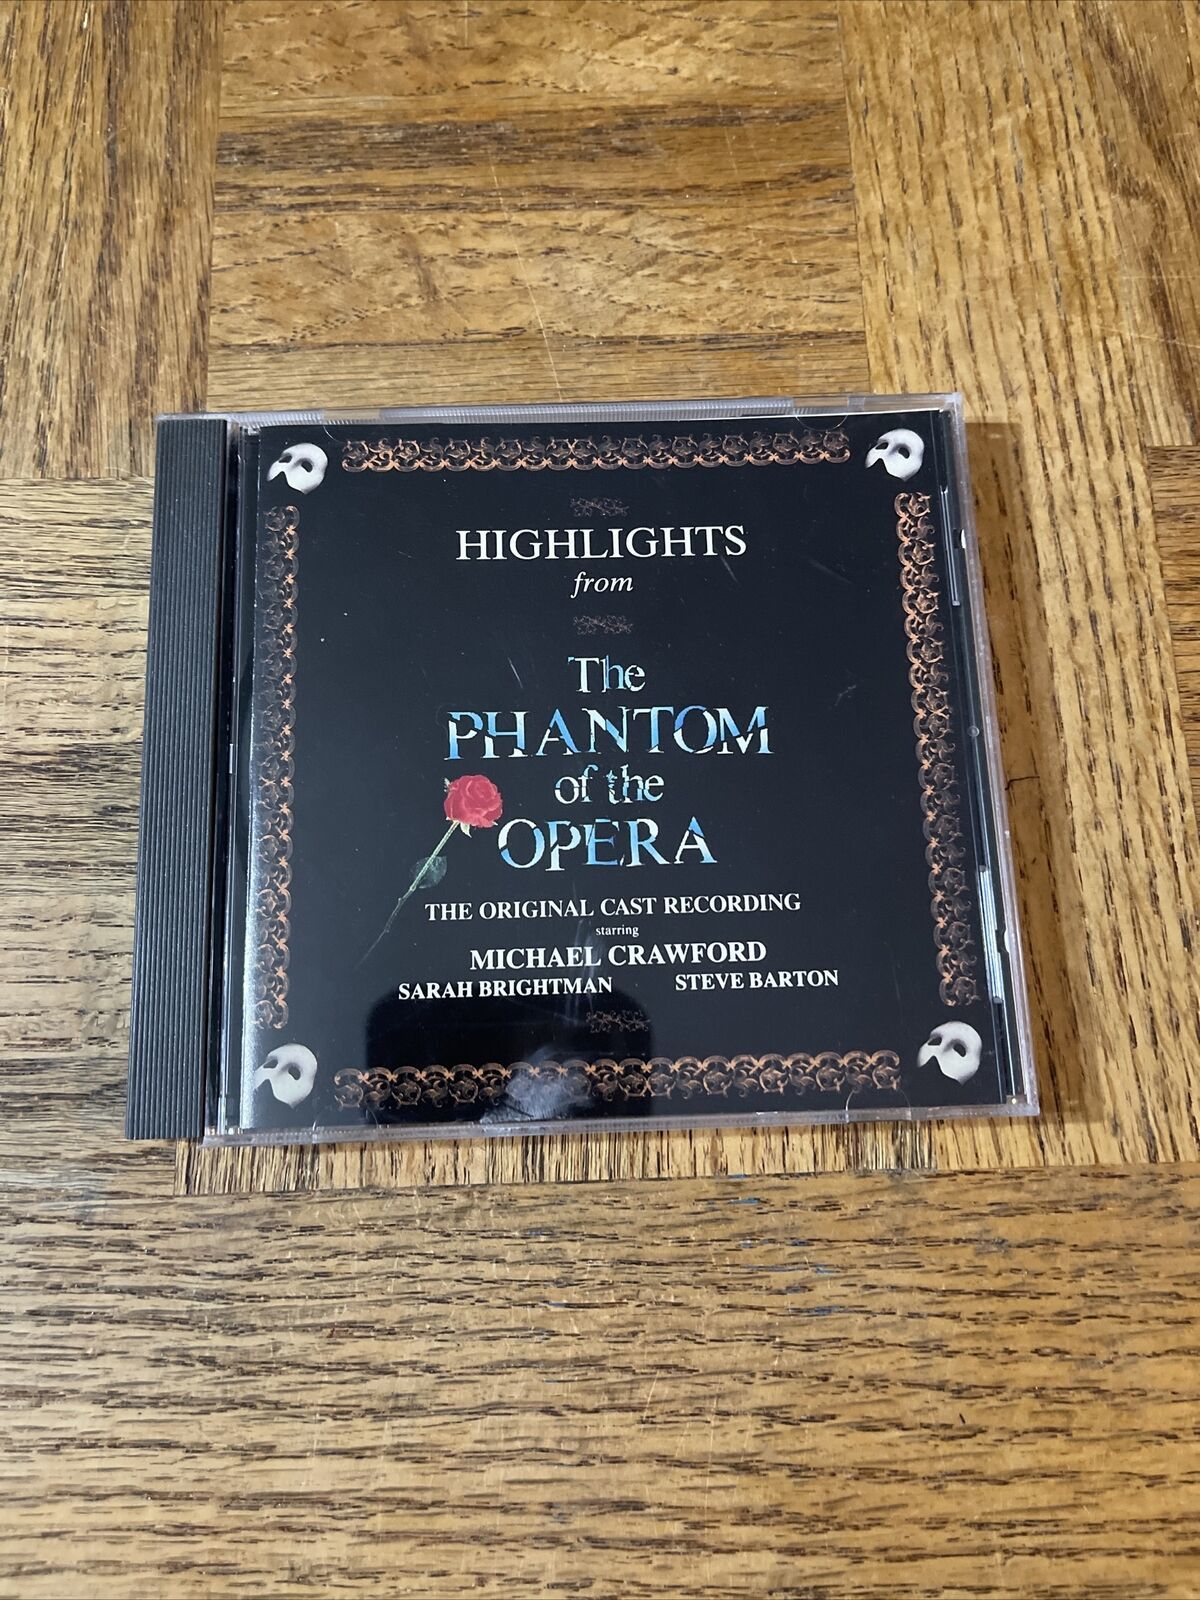 HIGHLIGHTS
from
The
PHANTOM
of the
OPERA
THE ORIGINAL CAST RECORDING
starring
MICHAEL CRAWFORD
SARAH BRIGHTMAN STEVE BARTON